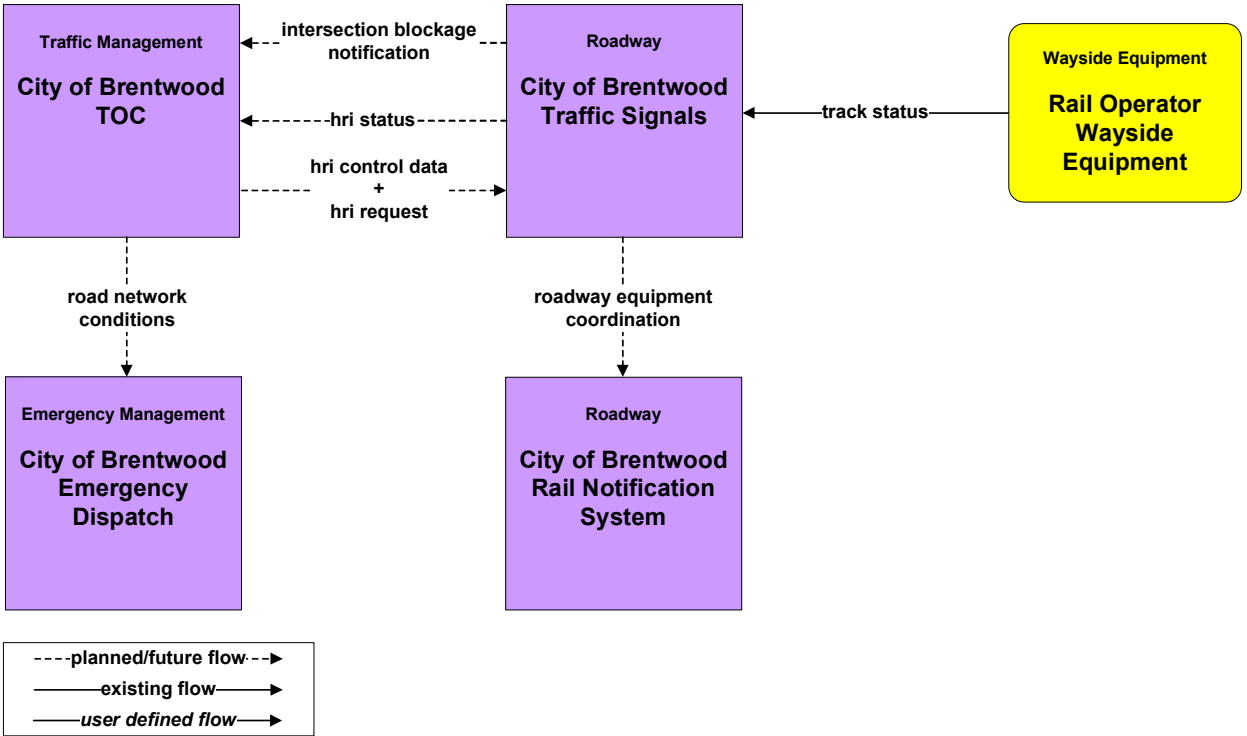 Traffic Management
City of Brentwood
TOC
intersection blockage
notification
hri status
hri control data
+
hri request
Roadway
City of Brentwood
Traffic Signals
track status
Wayside Equipment
Rail Operator
Wayside
Equipment
road network
conditions
roadway equipment
coordination
Emergency Management
City of Brentwood
Emergency
Dispatch
Roadway
City of Brentwood
Rail Notification
System
planned/future flow
existing flow
user defined flow